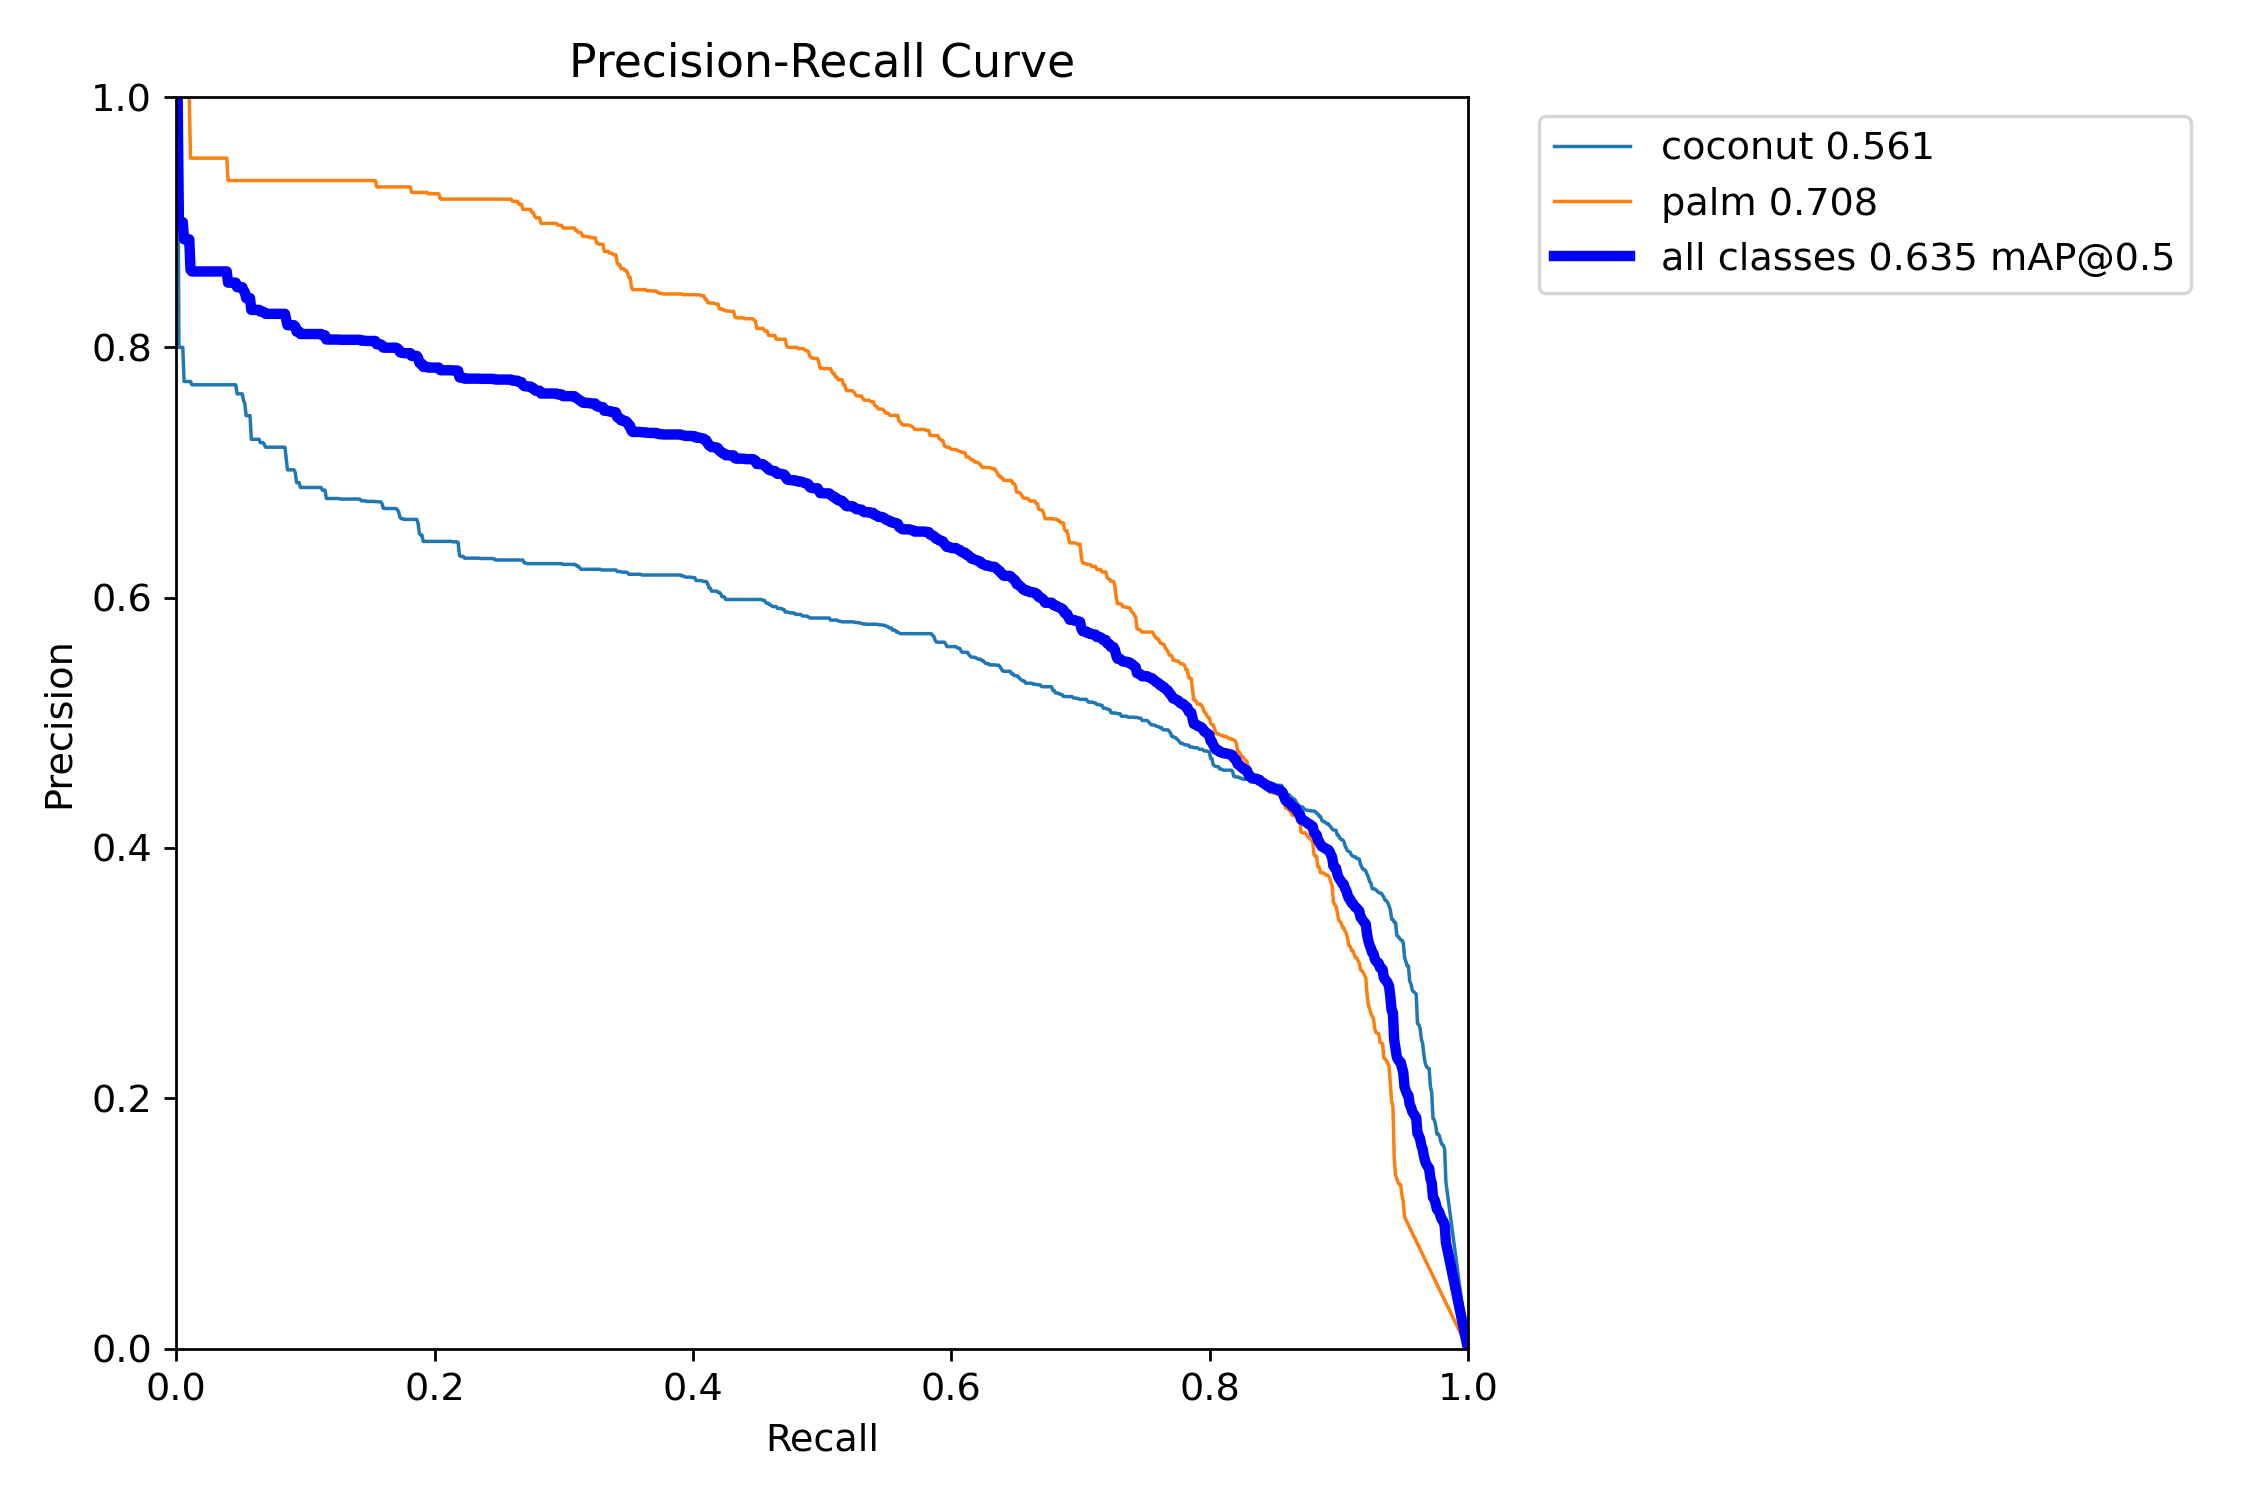 Precision-Recall Curve
1.0
0.8
0.6
0.4
0.2
0.0
Precision
0.0 0.2 0.4 0.6 0.8 1.0
Recall
coconut 0.561
palm 0.708
all classes 0.635 mAP@0.5